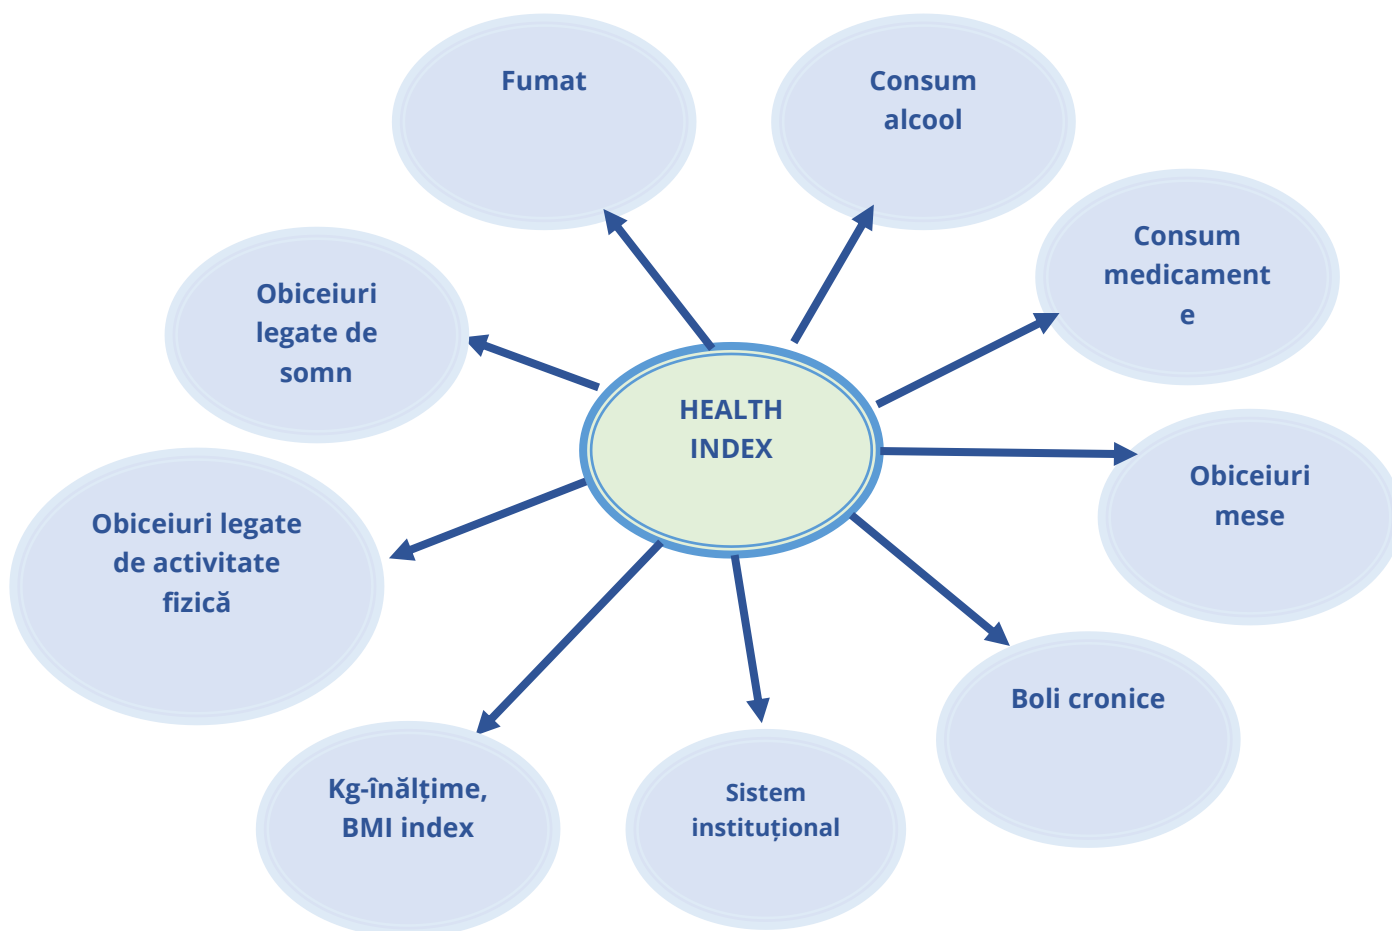 Fumat
Consum
alcool
Consum
medicament
e
Obiceiuri
legate de
somn
HEALTH
INDEX
Obiceiuri
mese
Obiceiuri legate
de activitate
fizică
Boli cronice
Kg-înălțime,
BMI index
Sistem
instituțional